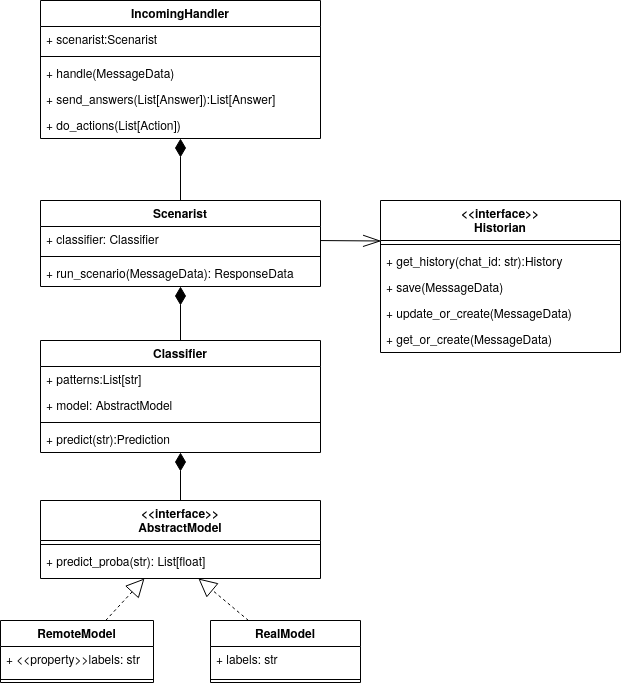 IncomingHandler
+ scenarist:Scenarist
+ handle(MessageData)
+ send_answers(List[Answer]):List[Answer]
+ do_actions(List[Action])
Scenarist
+ classifier: Classifier
+ run_scenario(MessageData): ResponseData
<<interface>>
Historian
+ get_history(chat_id: str):History
+ save(MessageData)
+ update_or_create(MessageData)
+ get_or_create(MessageData)
Classifier
+ patterns:List[str]
+ model: AbstractModel
+ predict(str):Prediction
<<interface>>
AbstractModel
+ predict_proba(str): List[float]
RemoteModel
+ <<property>>labels: str
RealModel
+ labels: str